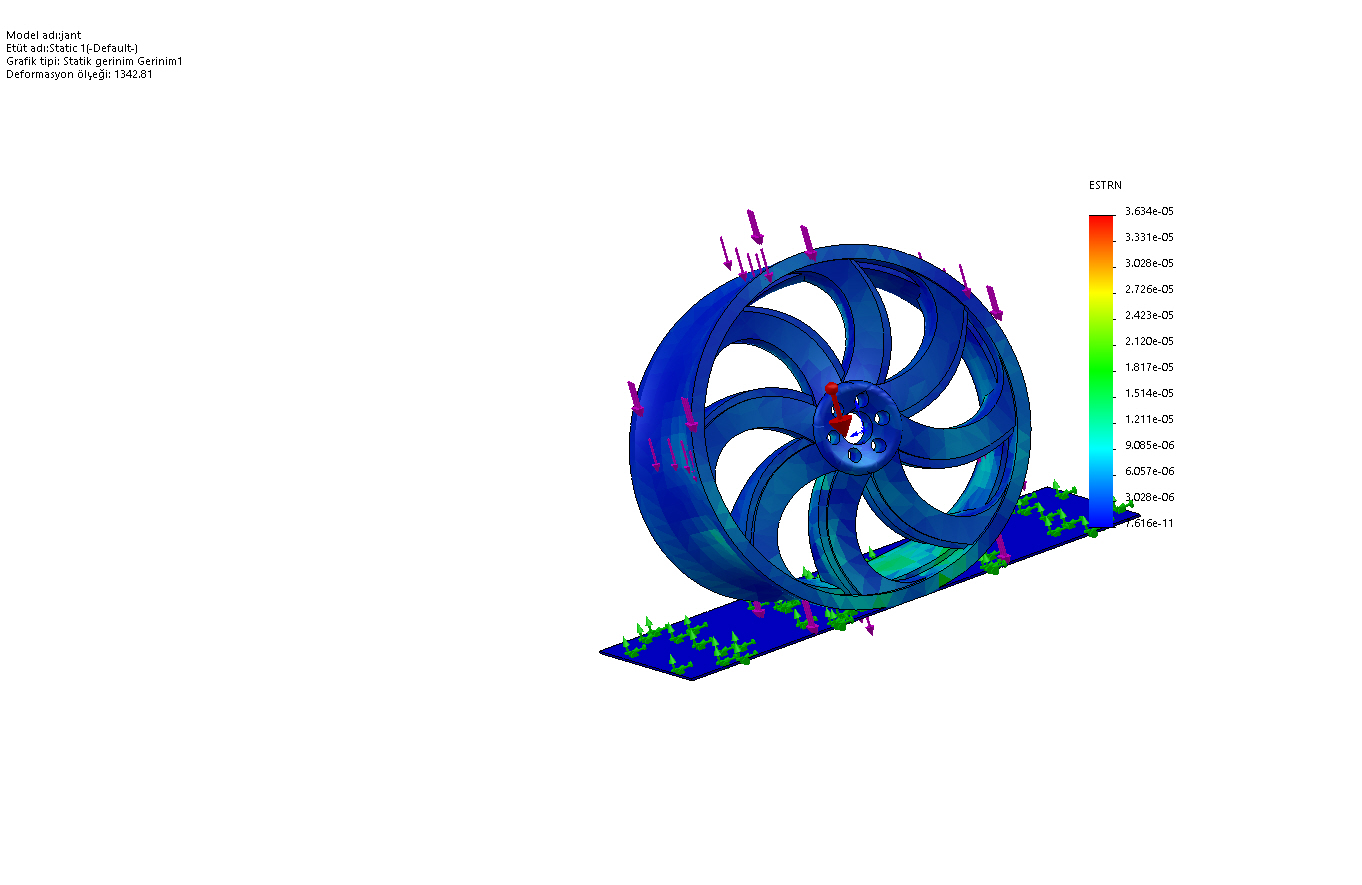 Model adı:jant
Etüt adı:Static 1(-Default-)
Grafik tipi: Statik gerinim Gerinim1
Deformasyon ölçeği: 1342.81
ESTRN
3.634e-05
3.331e-05
3.028e-05
2.726e-05
2.423e-05
2.120e-05
1.817e-05
1.514e-05
1.211e-05
9.085e-06
6.057e-06
3.028e-06
7.616e-11